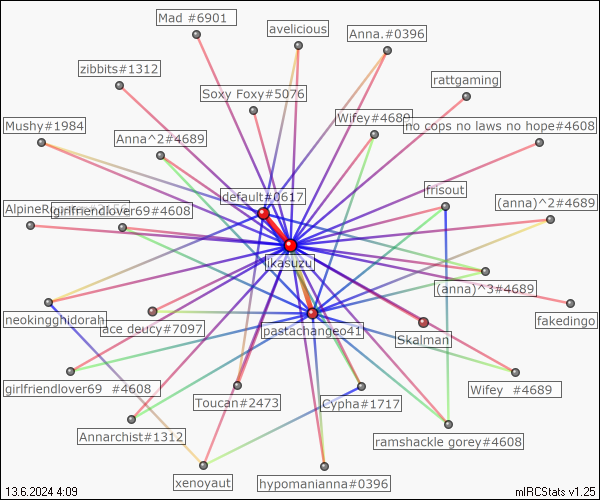 Mad #6901
avelicious
Anna.#0396
zibbits#1312
rattgaming
Soxy Foxy#5076
Mushy#1984
Anna^2#4689
Wifey#4689
no cops no laws no hope#4608
default#0617
frisout
(anna)^2#4689
girlfriendlover69#4608
jkasuzu
(anna)^3#4689
neokingghidorah
ace deucy#7097
pastachangeo41
Skalman
fakedingo
girlfriendlover69 #4608
Toucan#2473
Cypha#1717
Wifey #4689
Annarchist#1312
ramshackle gorey#4608
xenoyaut
hypomanianna#0396
13.6.2024 4:09
mIRCStats v1.25